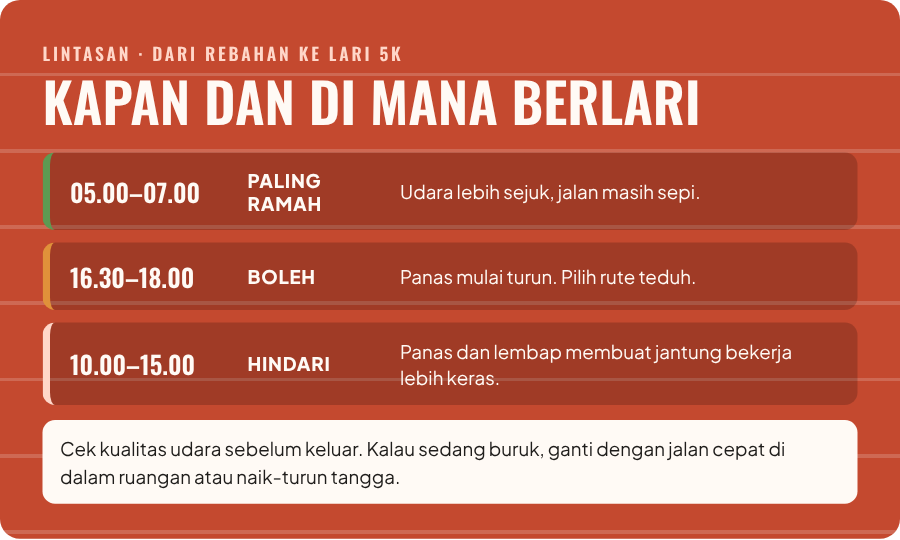 LINTASAN · DARI REBAHAN KE LARI 5K
KAPAN DAN DI MANA BERLARI
05.00–07.00
PALING
RAMAH
Udara lebih sejuk, jalan masih sepi.
16.30–18.00
BOLEH
Panas mulai turun. Pilih rute teduh.
10.00–15.00
HINDARI
Panas dan lembap membuat jantung bekerja
lebih keras.
Cek kualitas udara sebelum keluar. Kalau sedang buruk, ganti dengan jalan cepat di
dalam ruangan atau naik-turun tangga.